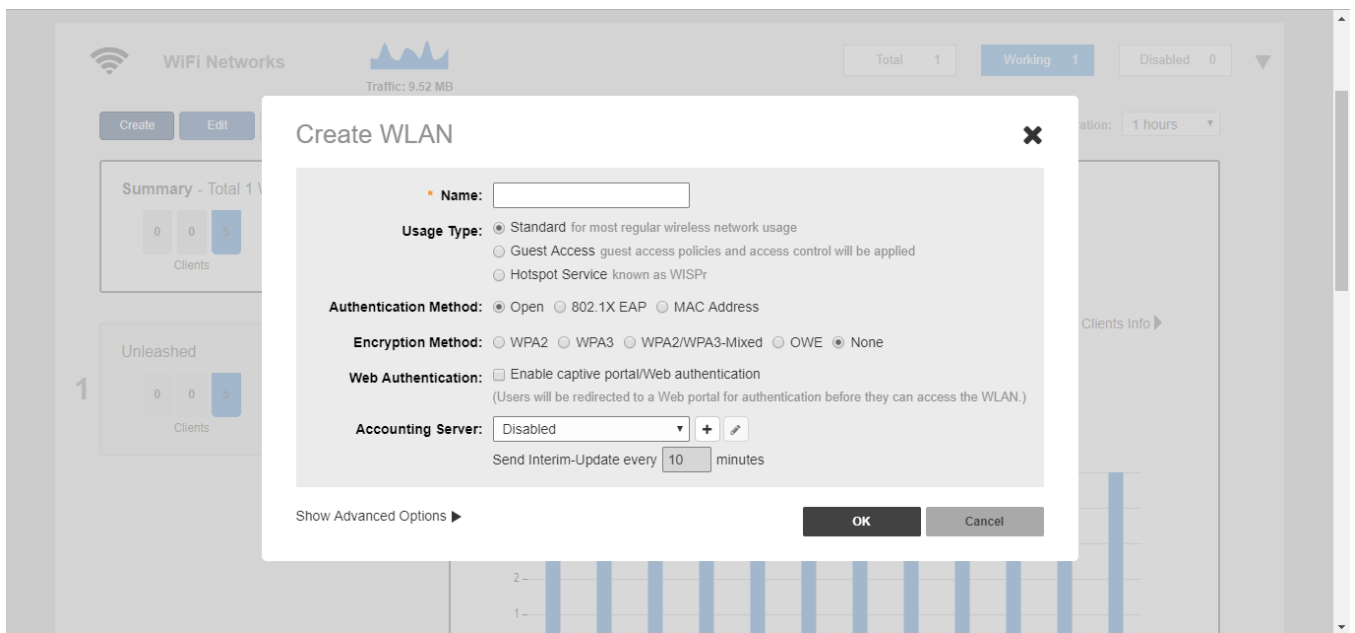 WiFi Networks
Traffic: 9.52 MB
Total 1
Working 1
Disabled 0
Create
Edit
ation: 1 hours
Summary - Total 1
0 0 5
Clients
Unleashed
1
0 0 5
Clients
Create WLAN
* Name:
Usage Type: Standard for most regular wireless network usage
Guest Access guest access policies and access control will be applied
Hotspot Service known as WISPr
Authentication Method: Open 802.1X EAP MAC Address
Encryption Method: WPA2 WPA3 WPA2/WPA3-Mixed OWE None
Web Authentication: Enable captive portal/Web authentication
(Users will be redirected to a Web portal for authentication before they can access the WLAN.)
Accounting Server: Disabled
Send Interim-Update every 10 minutes
Show Advanced Options
OK
Cancel
Clients Info
2
1